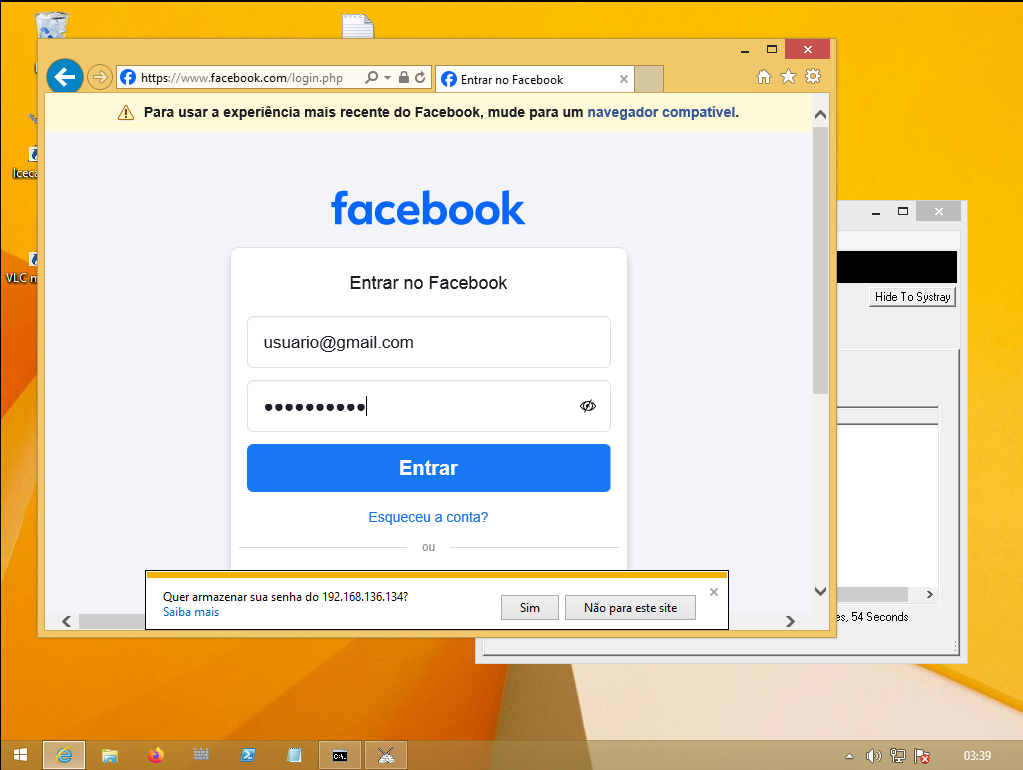 https://www.facebook.com/login.php
Entrar no Facebook
Para usar a experiência mais recente do Facebook, mude para um navegador compatível.
facebook
Entrar no Facebook
usuario@gmail.com
Entrar
Esqueceu a conta?
ou
Quer armazenar sua senha do 192.168.136.134?
Saiba mais
Sim
Não para este site
Hide To Systray
54 Seconds
VLC
C:\.
03:39